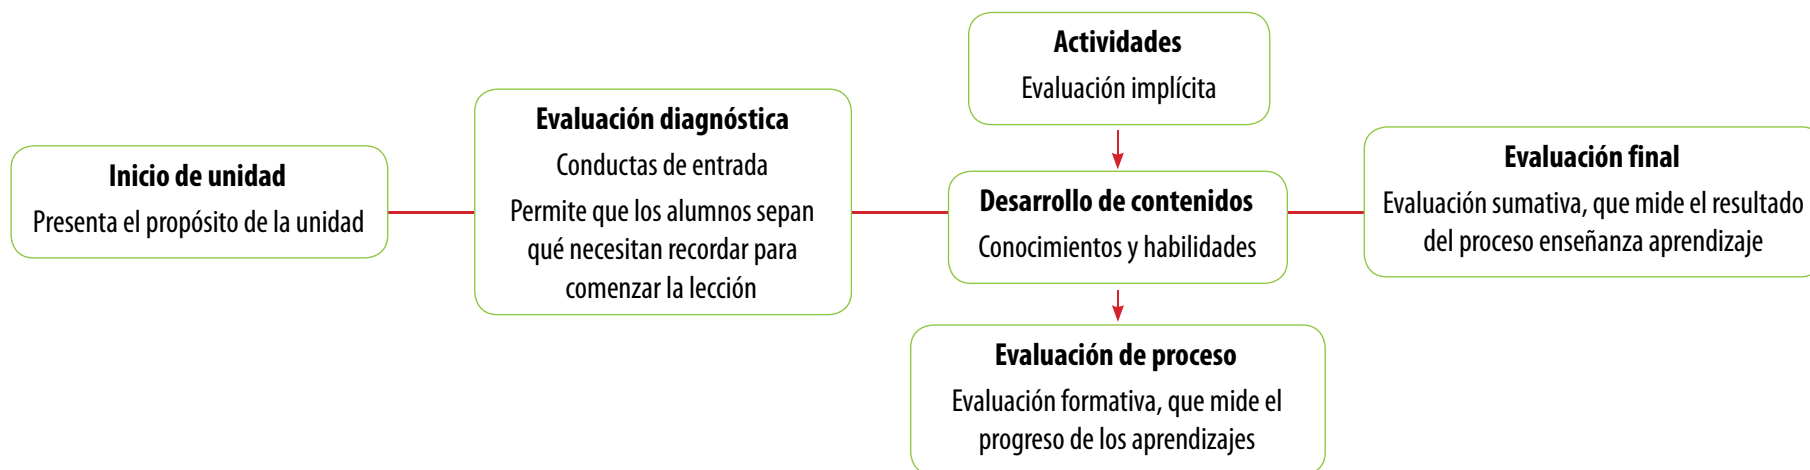 Inicio de unidad
Presenta el propósito de la unidad
Evaluación diagnóstica
Conductas de entrada
Permite que los alumnos sepan
qué necesitan recordar para
comenzar la lección
Actividades
Evaluación implícita
Desarrollo de contenidos
Conocimientos y habilidades
Evaluación de proceso
Evaluación formativa, que mide el
progreso de los aprendizajes
Evaluación final
Evaluación sumativa, que mide el resultado
del proceso enseñanza aprendizaje